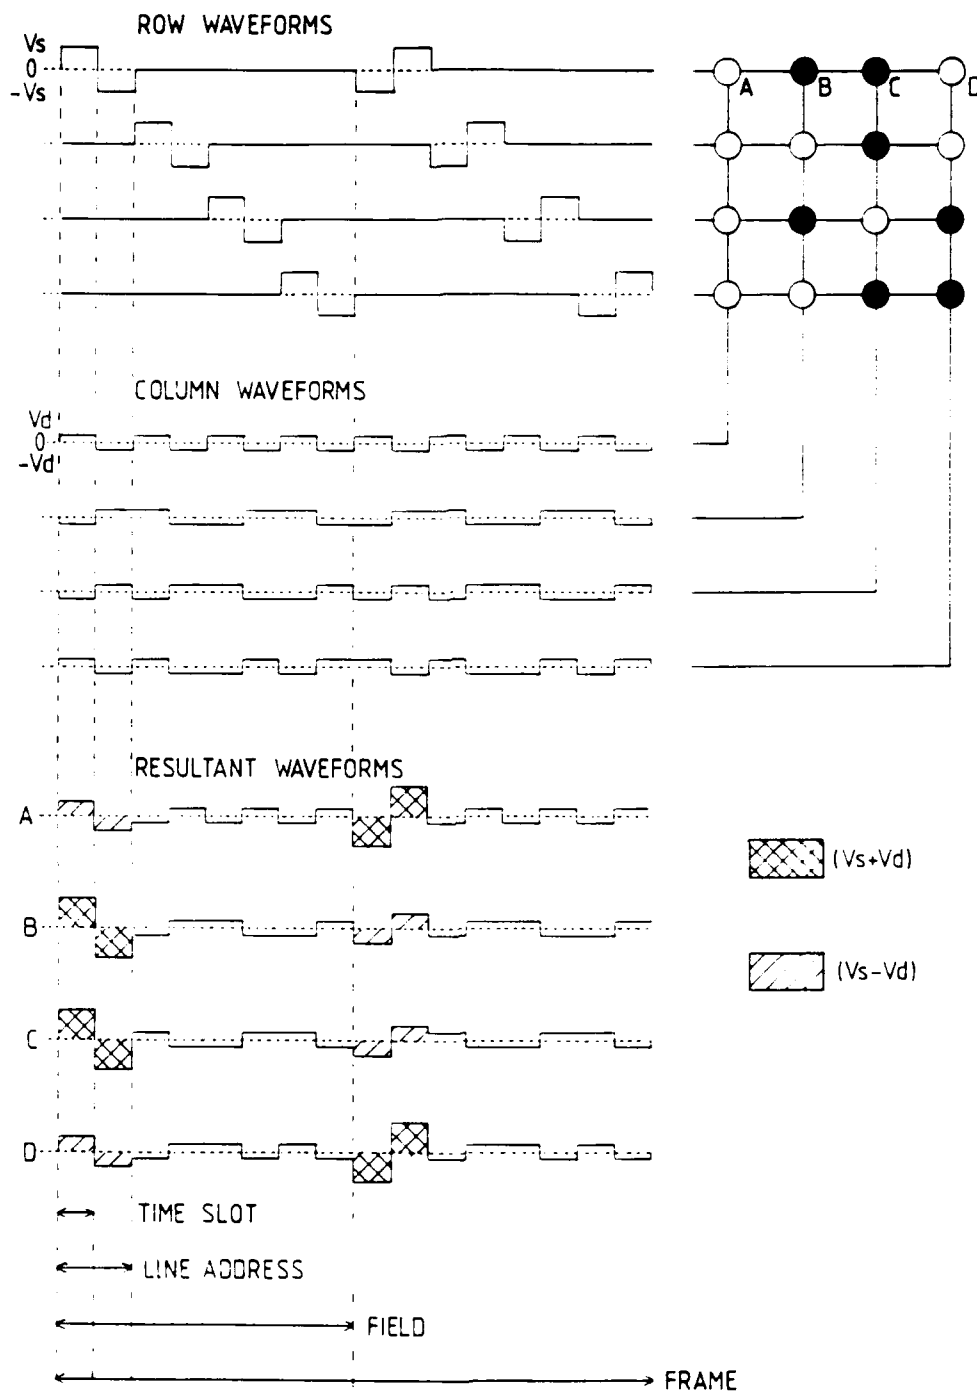 ROW WAVEFORMS
Vs
0
-Vs
A
B
C
D
COLUMN WAVEFORMS
Vd
0
-Vd
RESULTANT WAVEFORMS
A
B
C
D
(Vs+Vd)
(Vs-Vd)
TIME SLOT
LINE ADDRESS
FIELD
FRAME